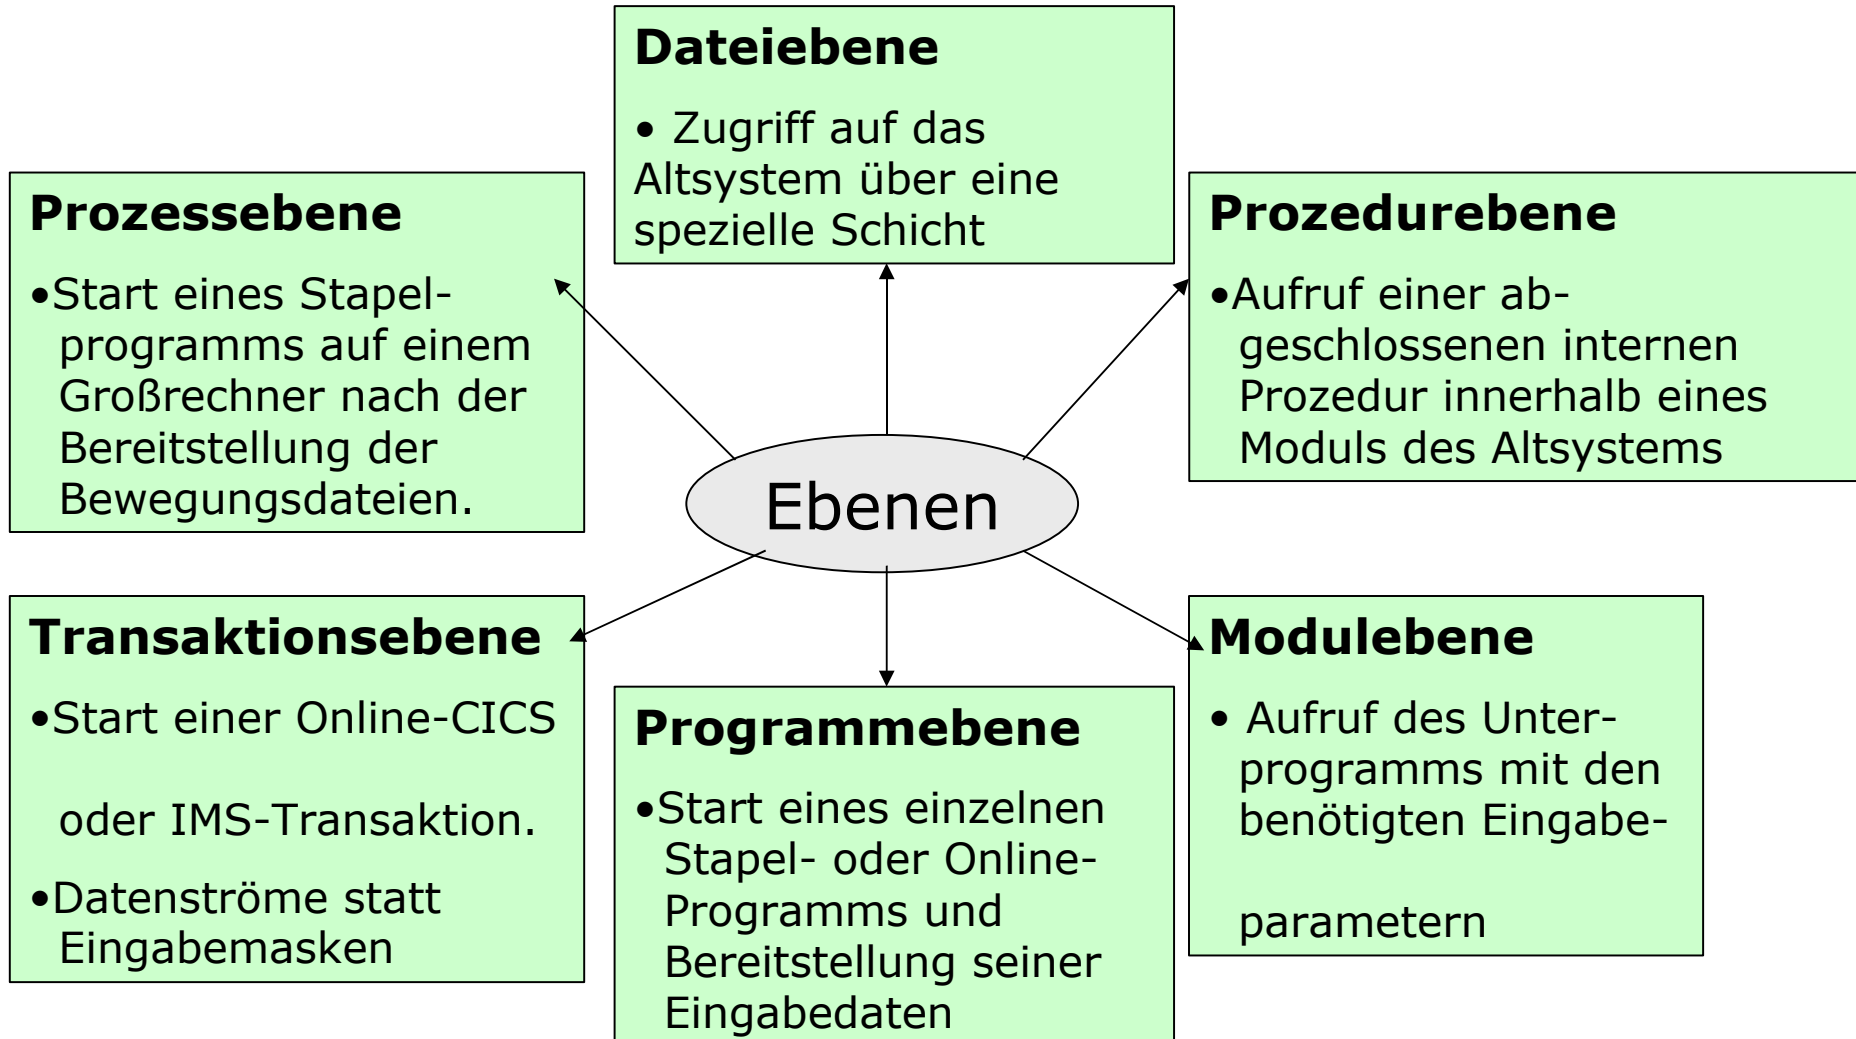 Dateiebene
• Zugriff auf das
Altsystem über eine
spezielle Schicht
Prozessebene
•Start eines Stapel-
programms auf einem
Großrechner nach der
Bereitstellung der
Bewegungsdateien.
Prozedurebene
•Aufruf einer ab-
geschlossenen internen
Prozedur innerhalb eines
Moduls des Altsystems
Ebenen
Transaktionsebene
•Start einer Online-CICS
oder IMS-Transaktion.
•Datenströme statt
Eingabemasken
Programmebene
•Start eines einzelnen
Stapel- oder Online-
Programms und
Bereitstellung seiner
Eingabedaten
Modulebene
• Aufruf des Unter-
programms mit den
benötigten Eingabe-
parametern